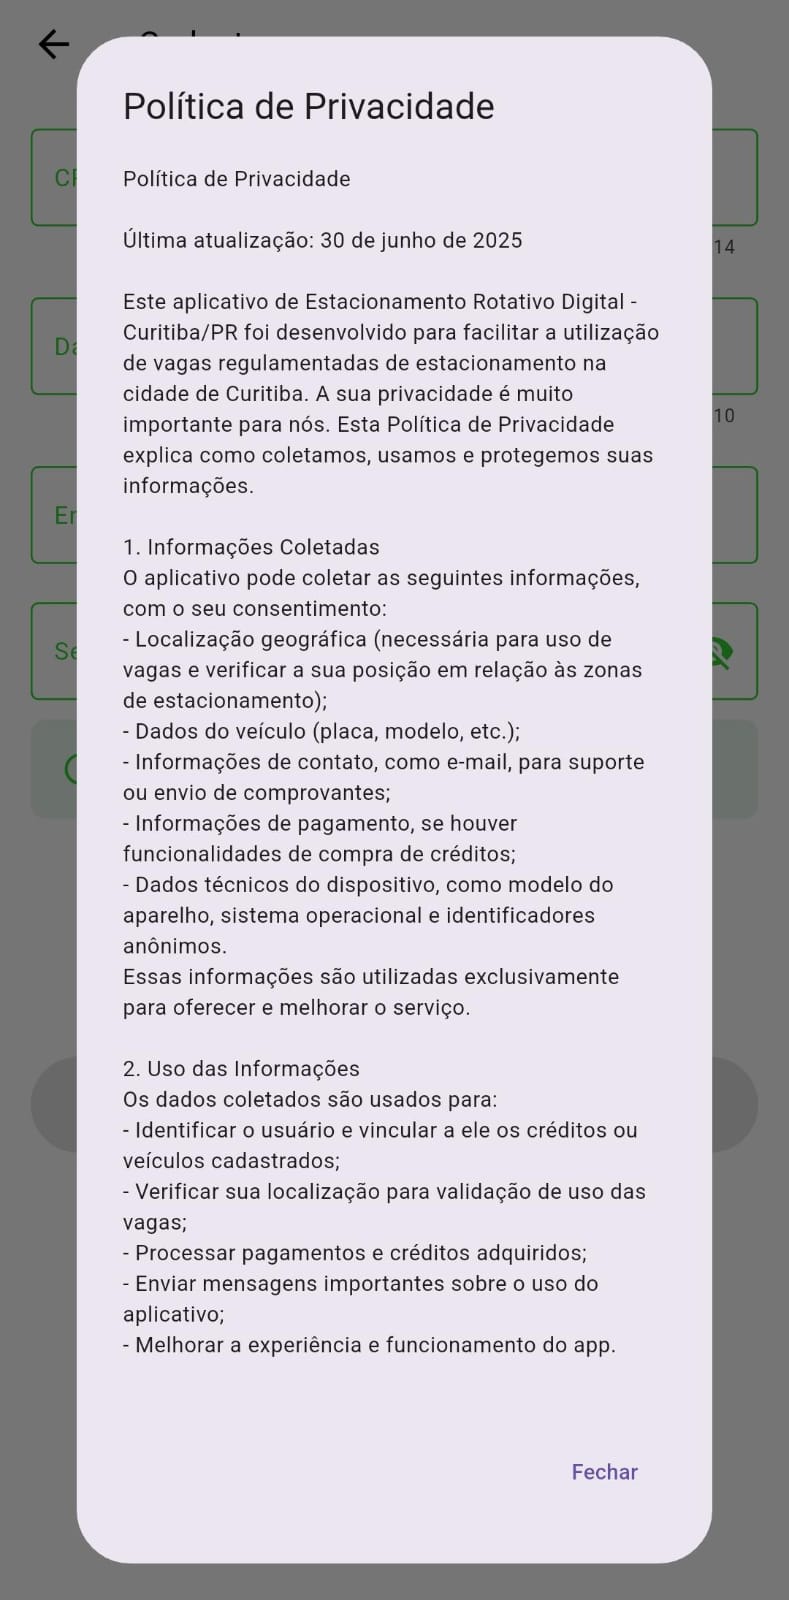 Política de Privacidade
Política de Privacidade
Última atualização: 30 de junho de 2025
Este aplicativo de Estacionamento Rotativo Digital -
Curitiba/PR foi desenvolvido para facilitar a utilização
de vagas regulamentadas de estacionamento na
cidade de Curitiba. A sua privacidade é muito
importante para nós. Esta Política de Privacidade
explica como coletamos, usamos e protegemos suas
informações.
1. Informações Coletadas
O aplicativo pode coletar as seguintes informações,
com o seu consentimento:
- Localização geográfica (necessária para uso de
vagas e verificar a sua posição em relação às zonas
de estacionamento);
- Dados do veículo (placa, modelo, etc.);
- Informações de contato, como e-mail, para suporte
ou envio de comprovantes;
- Informações de pagamento, se houver
funcionalidades de compra de créditos;
- Dados técnicos do dispositivo, como modelo do
aparelho, sistema operacional e identificadores
anônimos.
Essas informações são utilizadas exclusivamente
para oferecer e melhorar o serviço.
2. Uso das Informações
Os dados coletados são usados para:
- Identificar o usuário e vincular a ele os créditos ou
veículos cadastrados;
- Verificar sua localização para validação de uso das
vagas;
- Processar pagamentos e créditos adquiridos;
- Enviar mensagens importantes sobre o uso do
aplicativo;
- Melhorar a experiência e funcionamento do app.
Fechar
14
10